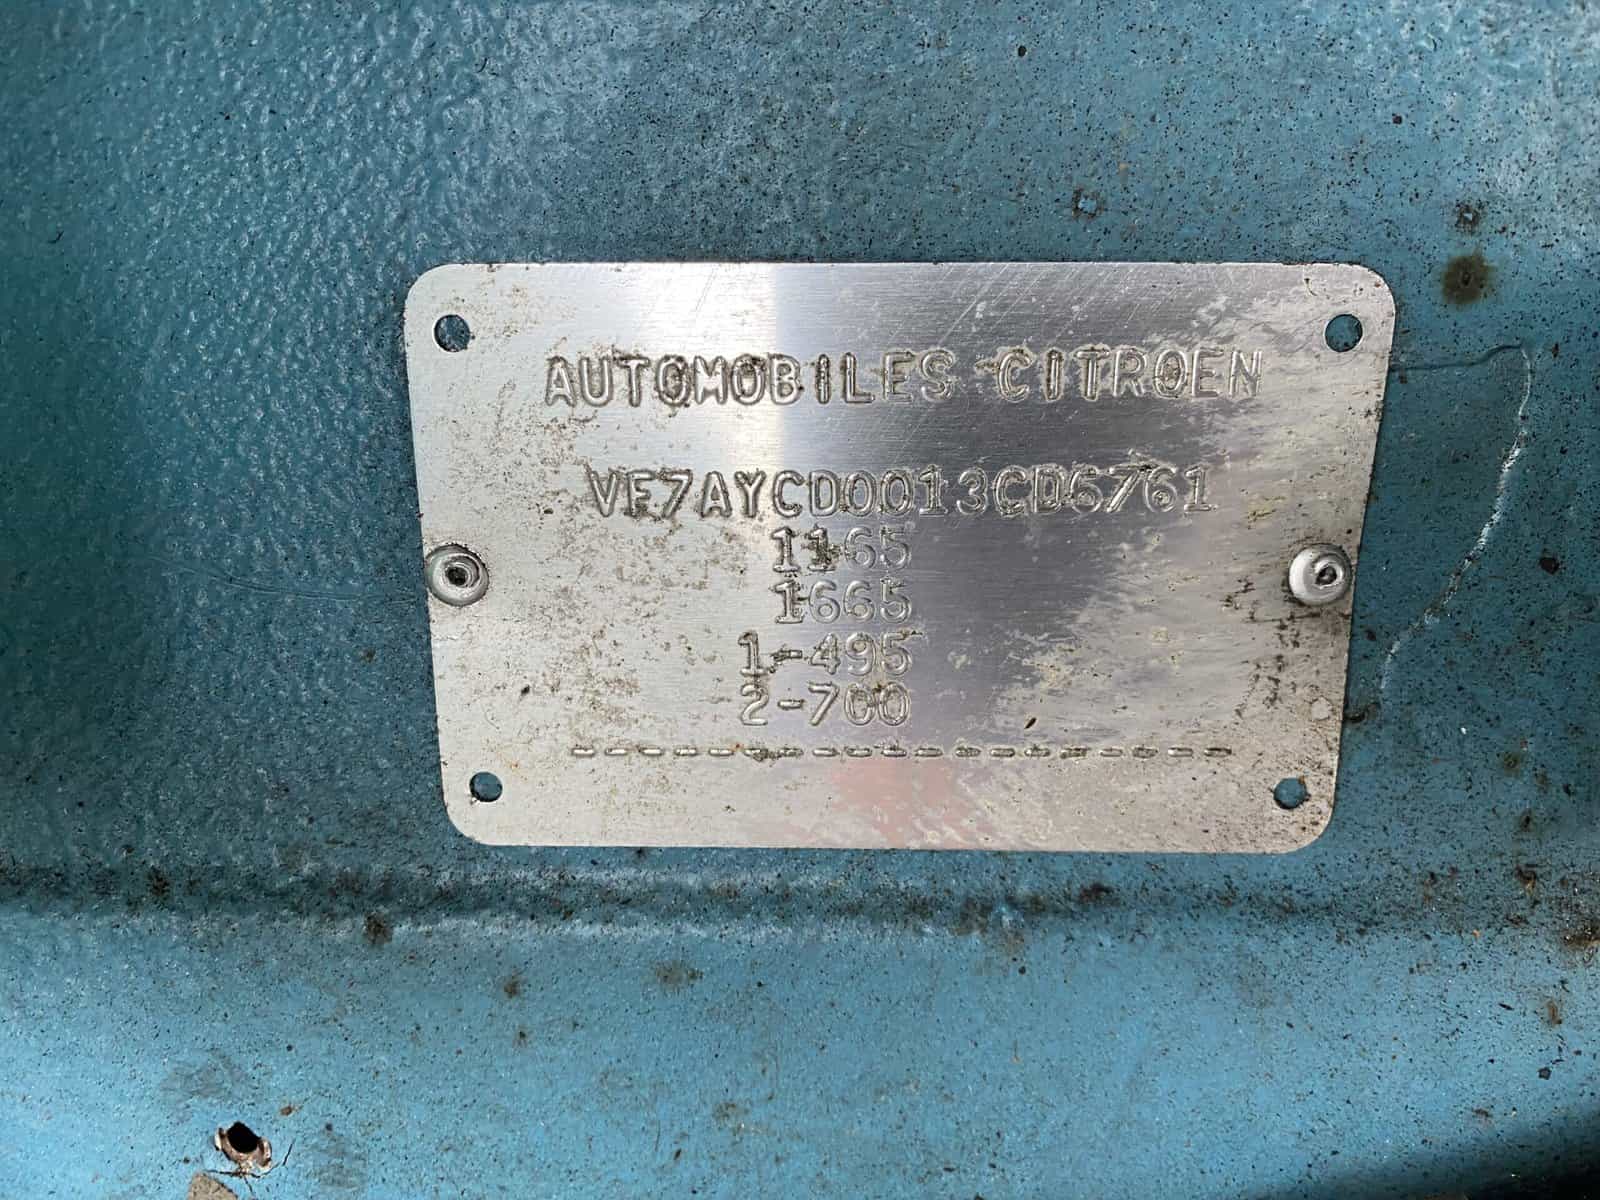 AUTOMOBILES CITROEN
VF7AYCD0013CD6761
1165
1665
1-495
2-700
-------------------